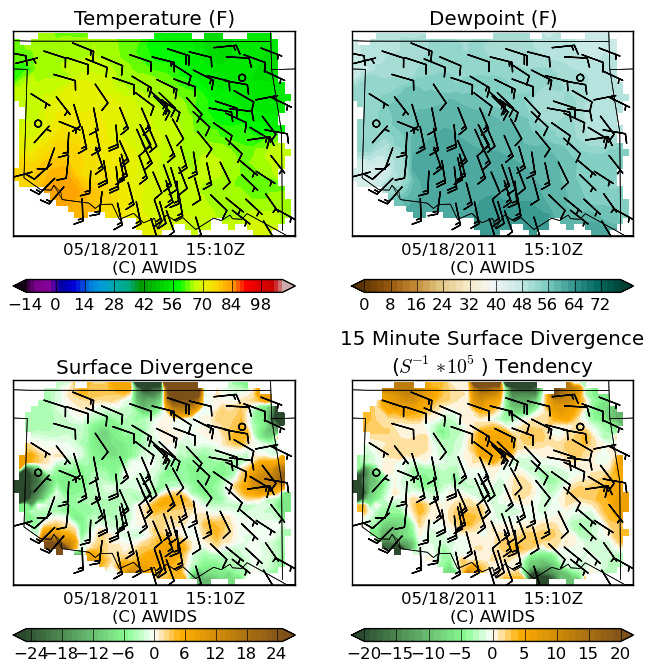 Temperature (F)
Dewpoint (F)
05/18/2011 15:10Z
(C) AWIDS
05/18/2011 15:10Z
(C) AWIDS
−14 0 14 28 42 56 70 84 98
0 8 16 24 32 40 48 56 64 72
Surface Divergence
15 Minute Surface Divergence
(S⁻¹ ∗10⁵ ) Tendency
05/18/2011 15:10Z
(C) AWIDS
05/18/2011 15:10Z
(C) AWIDS
−24 −18 −12 −6 0 6 12 18 24
−20 −15 −10 −5 0 5 10 15 20